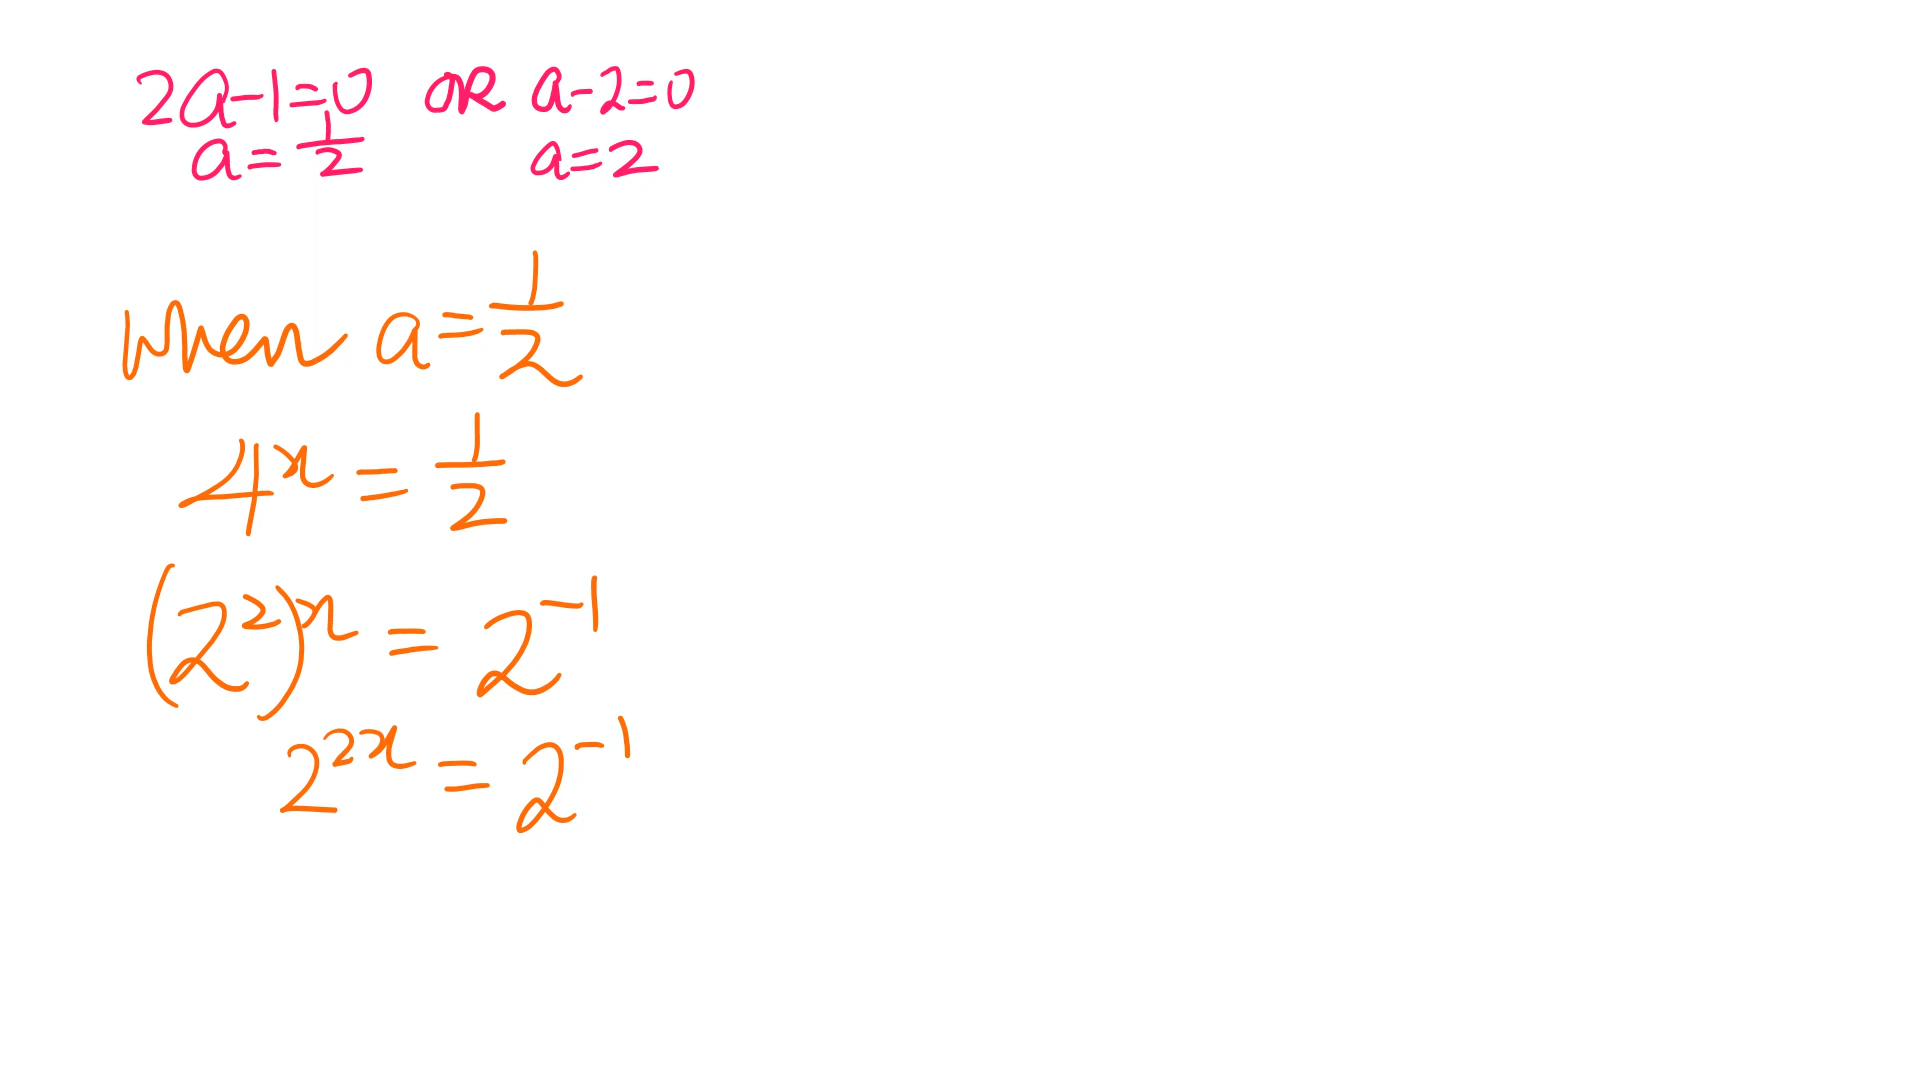 2a-1=0 OR a-2=0
a=1/2 a=2
when a=1/2
4^x = 1/2
(2^2)^x = 2^-1
2^2x = 2^-1